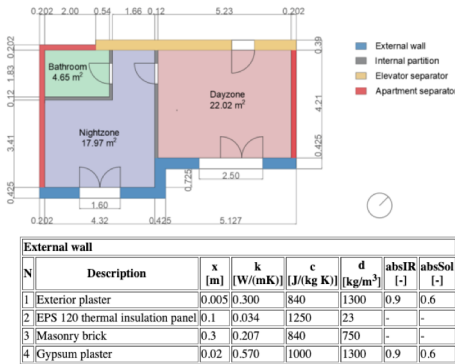 0.202 2.00 0.54 1.66 0.12 5.23 0.202
0.202
1.83
0.12
3.41
0.425
Bathroom
4.65 m²
Nightzone
17.97 m²
Dayzone
22.02 m²
0.39
4.21
0.425
0.725
1.60
2.50
0.202 4.32 0.425 5.127
External wall
Internal partition
Elevator separator
Apartment separator
External wall
N Description x [m] k [W/(mK)] c [J/(kg K)] d [kg/m³] absIR [-] absSol [-]
1 Exterior plaster 0.005 0.300 840 1300 0.9 0.6
2 EPS 120 thermal insulation panel 0.1 0.034 1250 23 - -
3 Masonry brick 0.3 0.207 840 750 - -
4 Gypsum plaster 0.02 0.570 1000 1300 0.9 0.6